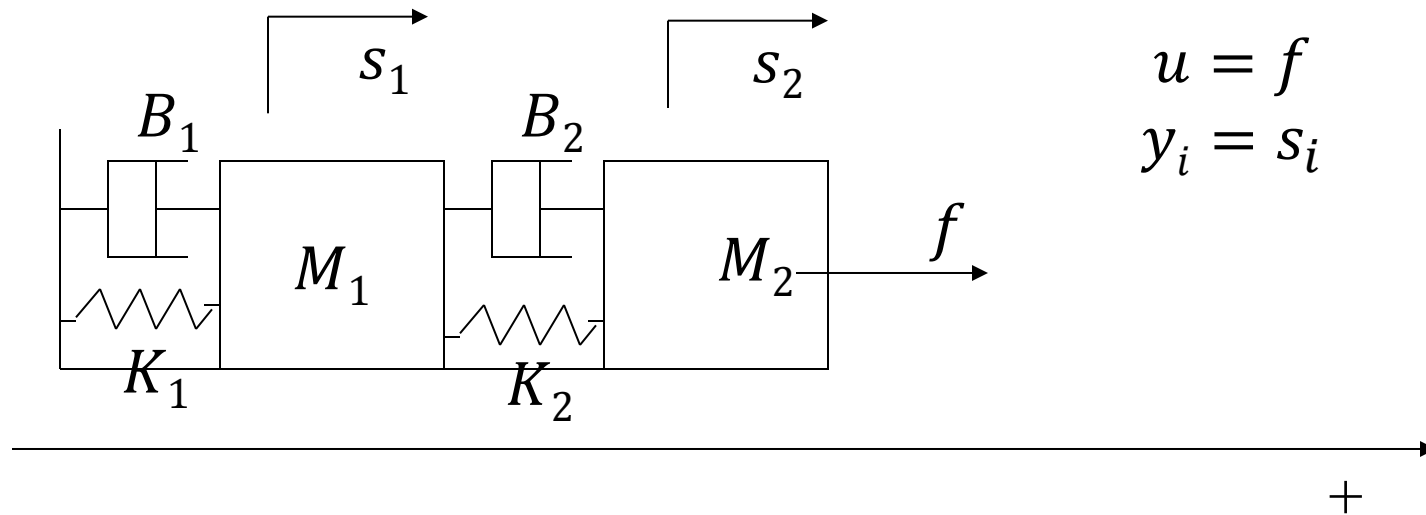 s₁
s₂
u = f
B₁
B₂
yᵢ = sᵢ
f
M₁
M₂
K₁
K₂
+